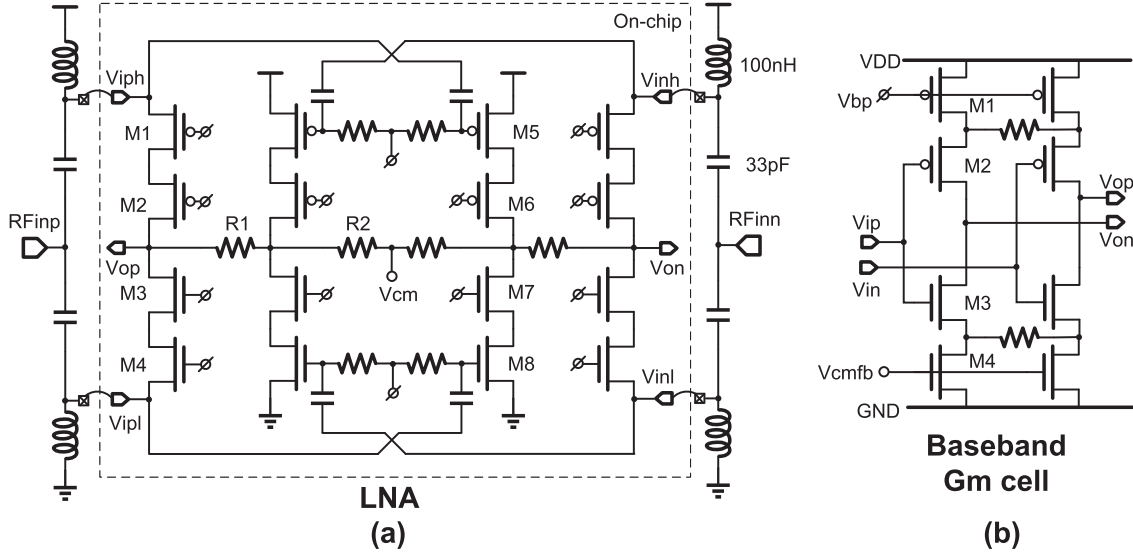 On-chip
Viph
Vinh
100nH
M1
M5
33pF
M2
M6
RFinp
R1
R2
RFinn
Vop
Vcm
Von
M3
M7
M4
M8
Vipl
Vinl
LNA
(a)
VDD
Vbp
M1
M2
Vop
Vip
Von
Vin
M3
Vcmfb
M4
GND
Baseband
Gm cell
(b)